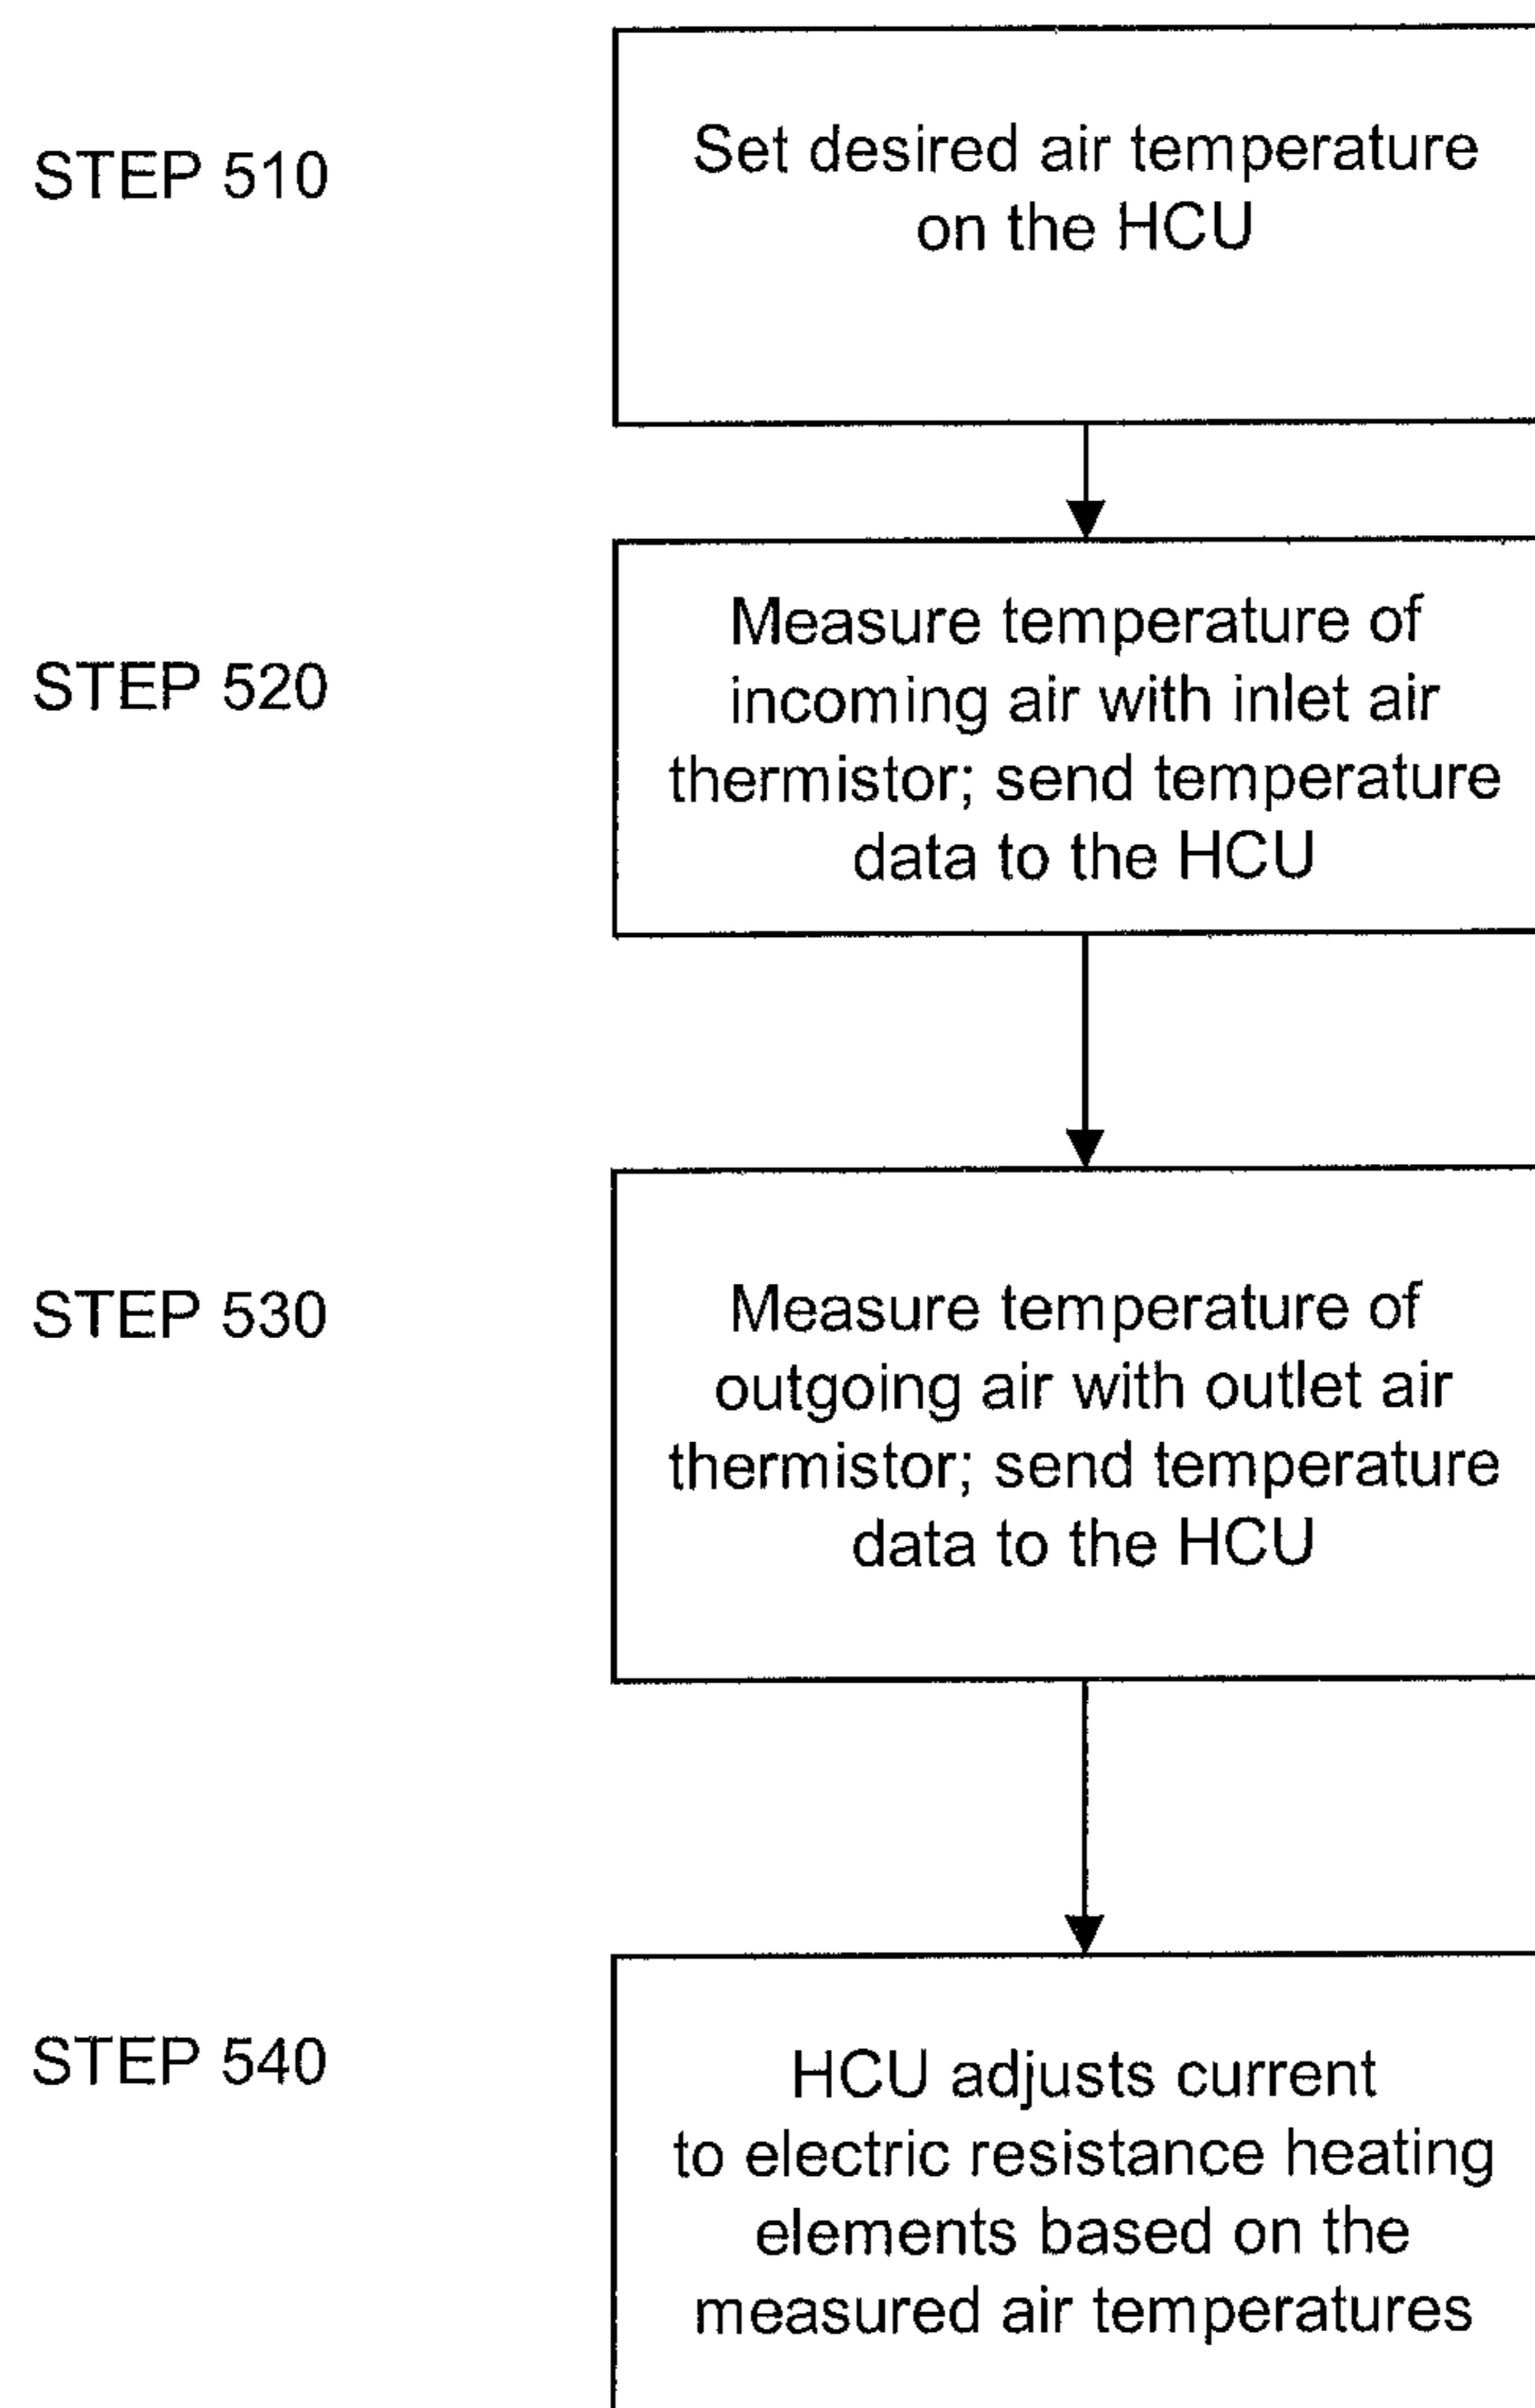 STEP 510
Set desired air temperature
on the HCU
STEP 520
Measure temperature of
incoming air with inlet air
thermistor; send temperature
data to the HCU
STEP 530
Measure temperature of
outgoing air with outlet air
thermistor; send temperature
data to the HCU
STEP 540
HCU adjusts current
to electric resistance heating
elements based on the
measured air temperatures